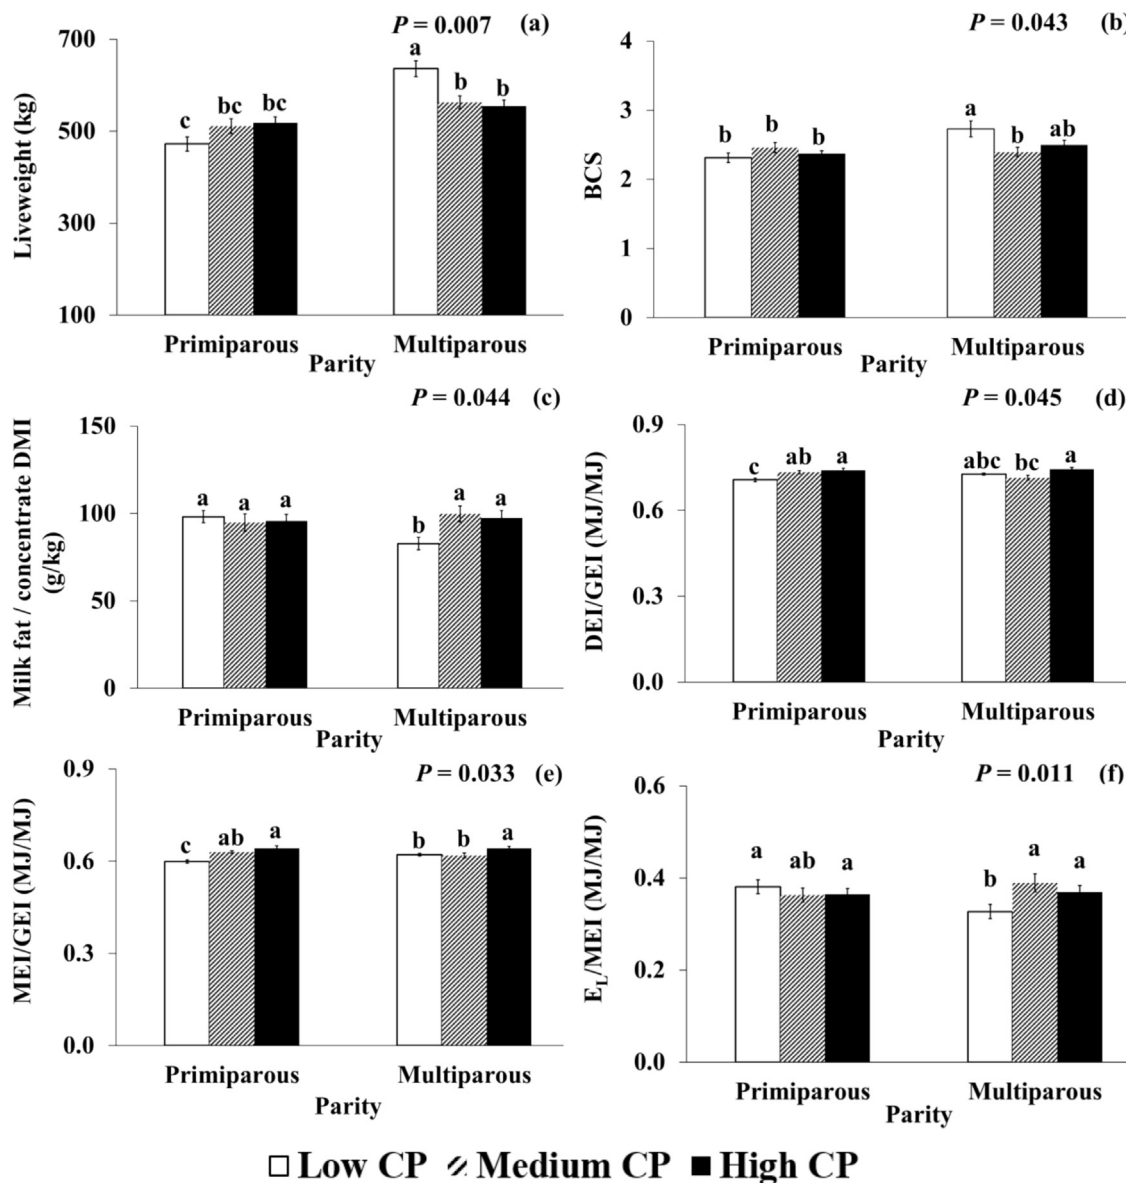 P = 0.007 (a)
Liveweight (kg)
700
500
300
100
c
bc
bc
a
b
b
Primiparous
Multiparous
Parity
P = 0.043 (b)
BCS
4
3
2
1
0
b
b
b
a
b
ab
Primiparous
Multiparous
Parity
P = 0.044 (c)
Milk fat / concentrate DMI
(g/kg)
150
100
50
0
a
a
a
b
a
a
Primiparous
Multiparous
Parity
P = 0.045 (d)
DEI/GEI (MJ/MJ)
0.9
0.6
0.3
0.0
c
ab
a
abc
bc
a
Primiparous
Multiparous
Parity
P = 0.033 (e)
MEI/GEI (MJ/MJ)
0.9
0.6
0.3
0.0
c
ab
a
b
b
a
Primiparous
Multiparous
Parity
P = 0.011 (f)
E_L/MEI (MJ/MJ)
0.6
0.4
0.2
0.0
a
ab
a
b
a
a
Primiparous
Multiparous
Parity
Low CP Medium CP High CP